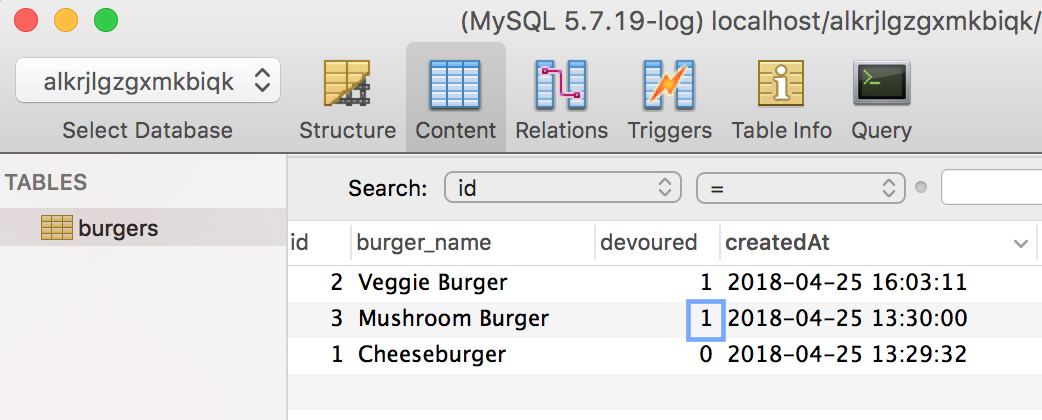 (MySQL 5.7.19-log) localhost/alkrjlgzgxmkbiqk/
alkrjlgzgxmkbiqk
Select Database Structure Content Relations Triggers Table Info Query
TABLES
Search: id =
burgers
id burger_name devoured createdAt
2 Veggie Burger 1 2018-04-25 16:03:11
3 Mushroom Burger 1 2018-04-25 13:30:00
1 Cheeseburger 0 2018-04-25 13:29:32